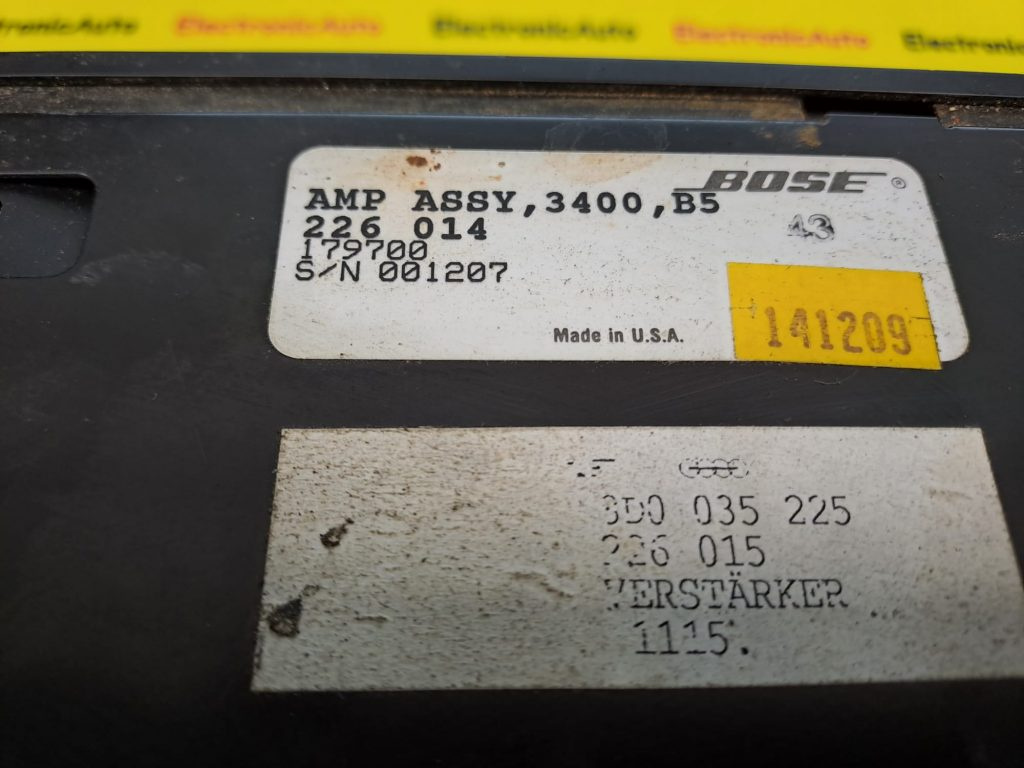 ElectronicAuto ElectronicAuto ElectronicAuto ElectronicAuto Electronic
BOSE ®
AMP ASSY,3400,B5
226 014 43
179700
S/N 001207
141209
Made in U.S.A.
035 225
226 015
VERSTÄRKER
1115.